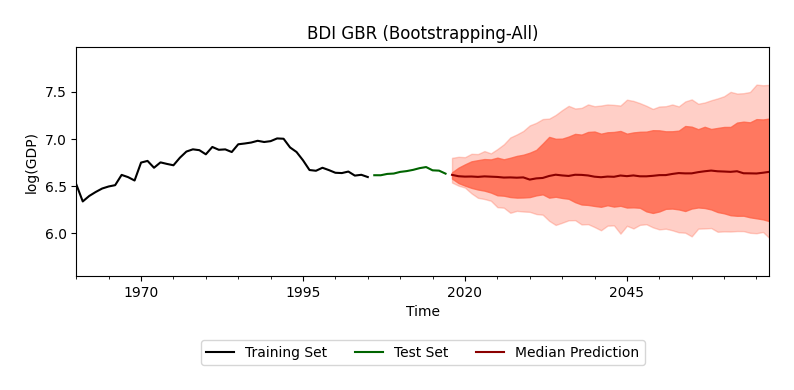 BDI GBR (Bootstrapping-All)
log(GDP)
7.5
7.0
6.5
6.0
1970
1995
2020
2045
Time
Training Set
Test Set
Median Prediction